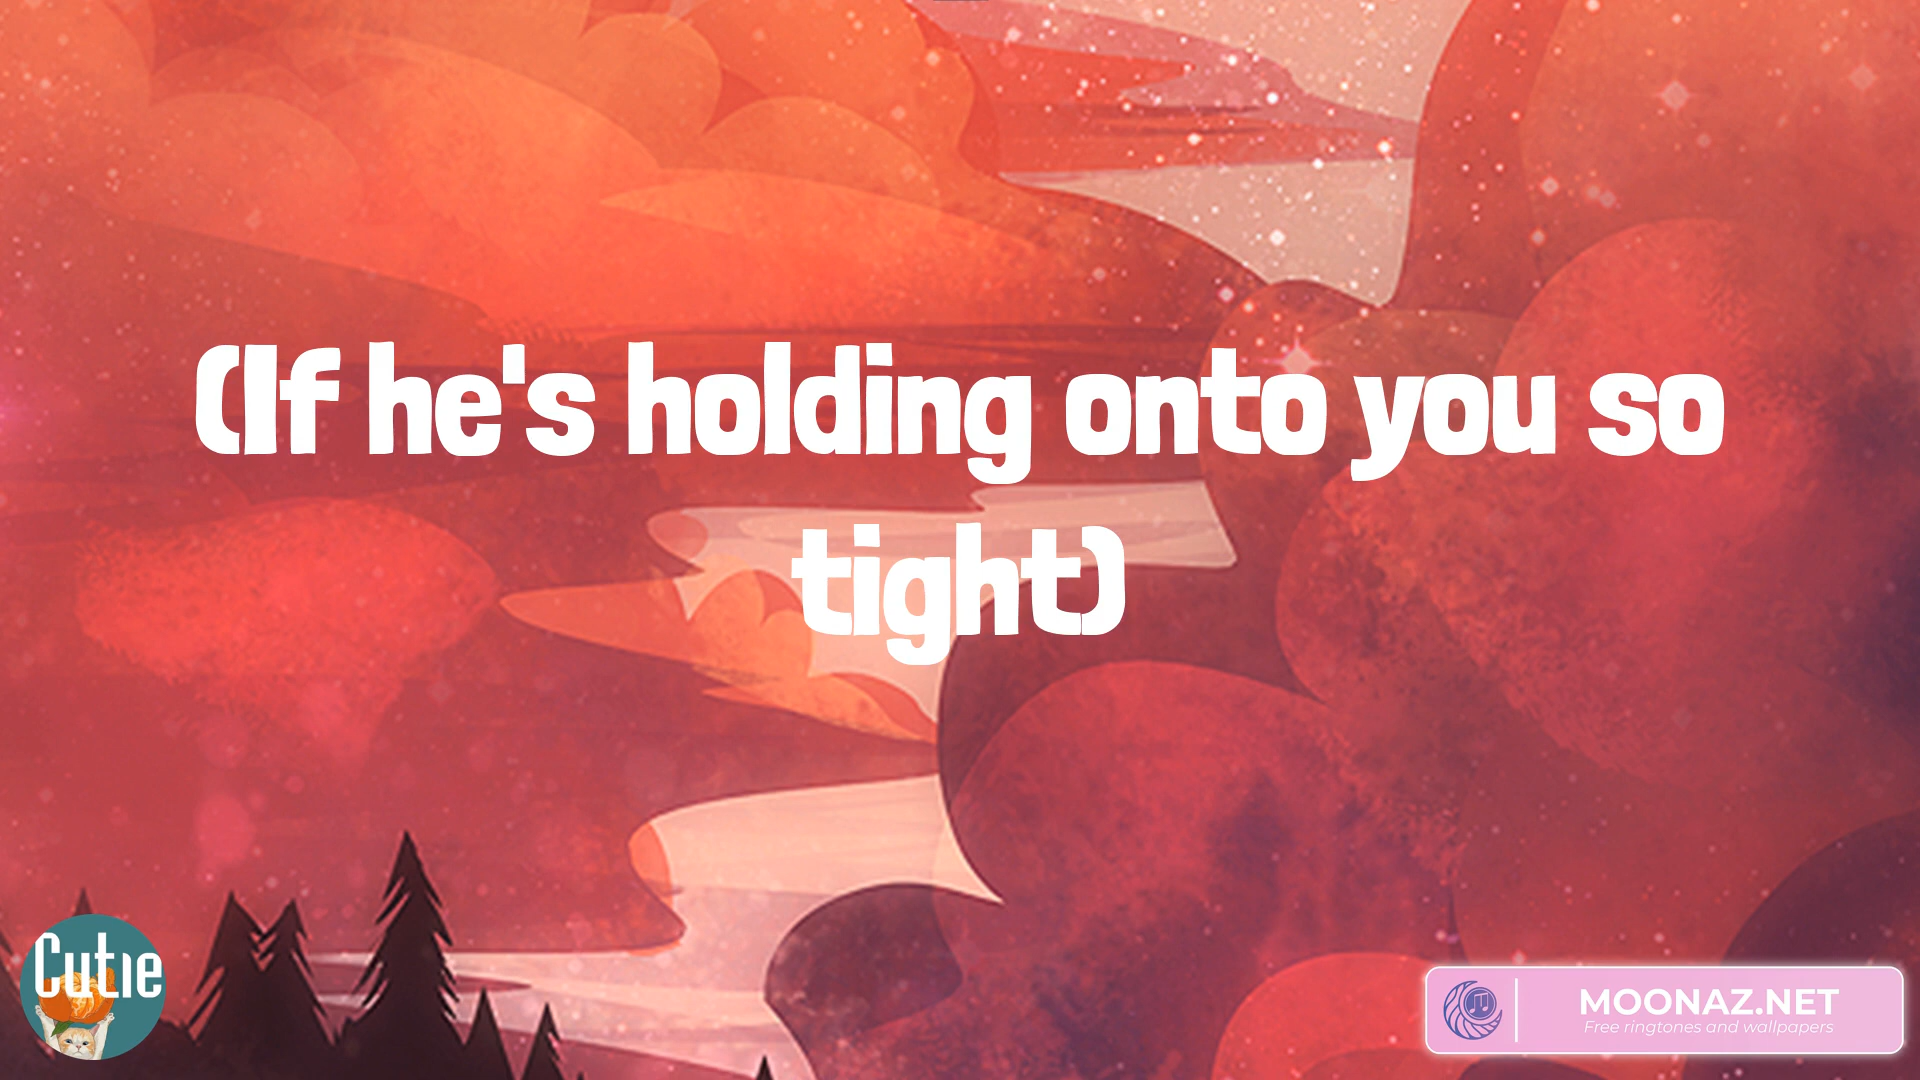 (If he's holding onto you so
tight)
Cutie
MOONAZ.NET
Free ringtones and wallpapers